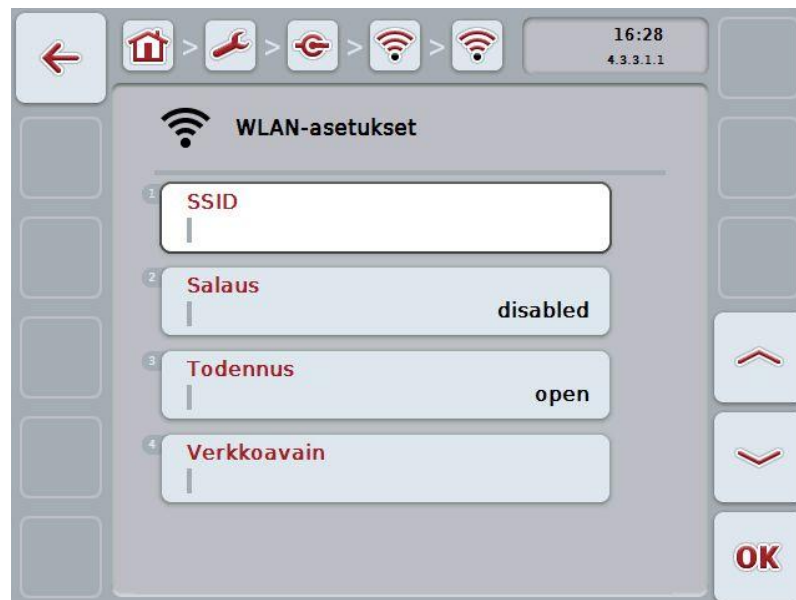 > > > >
16:28
4.3.3.1.1
WLAN-asetukset
1
SSID
2
Salaus
disabled
3
Todennus
open
4
Verkkoavain
OK